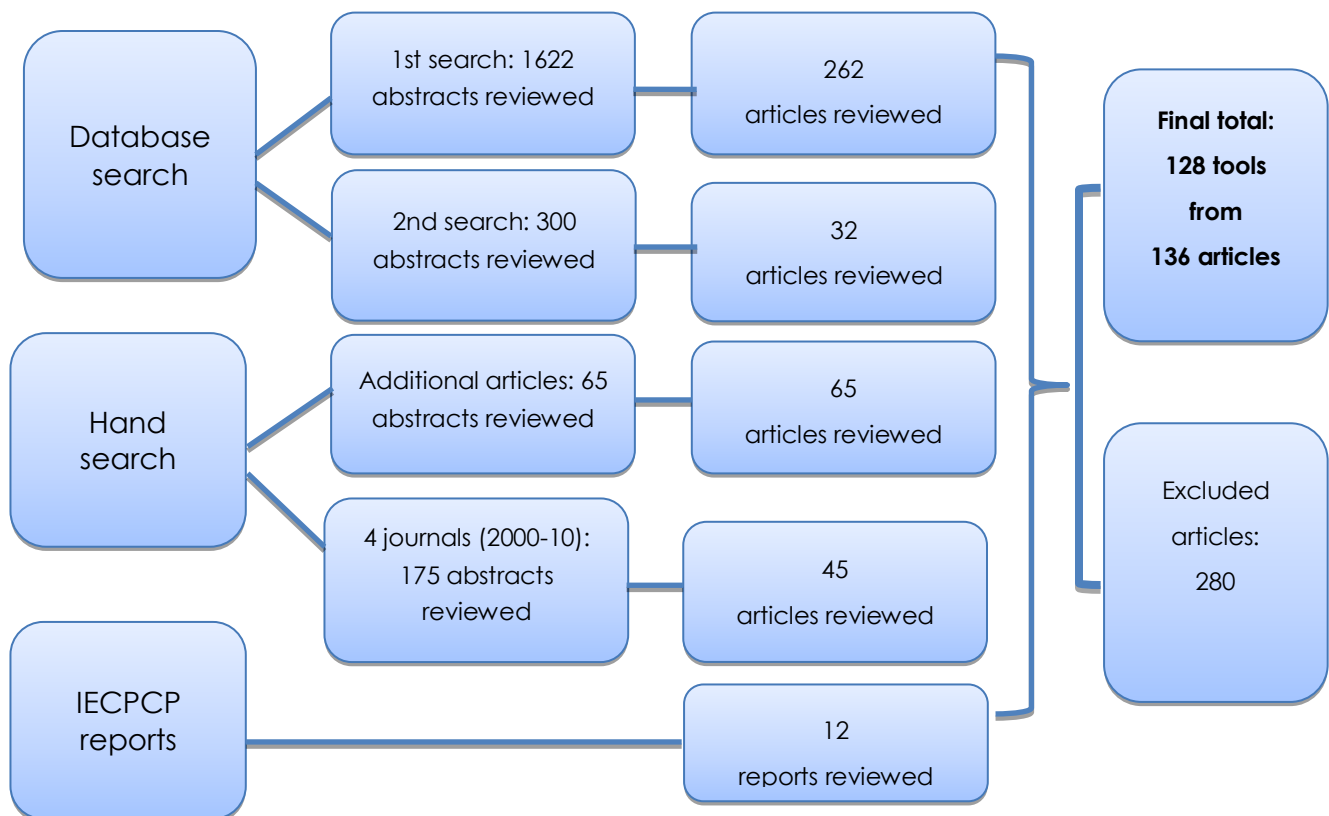 Database
search
1st search: 1622
abstracts reviewed
262
articles reviewed
2nd search: 300
abstracts reviewed
32
articles reviewed
Hand
search
Additional articles: 65
abstracts reviewed
65
articles reviewed
4 journals (2000-10):
175 abstracts
reviewed
45
articles reviewed
IECPCP
reports
12
reports reviewed
Final total:
128 tools
from
136 articles
Excluded
articles:
280